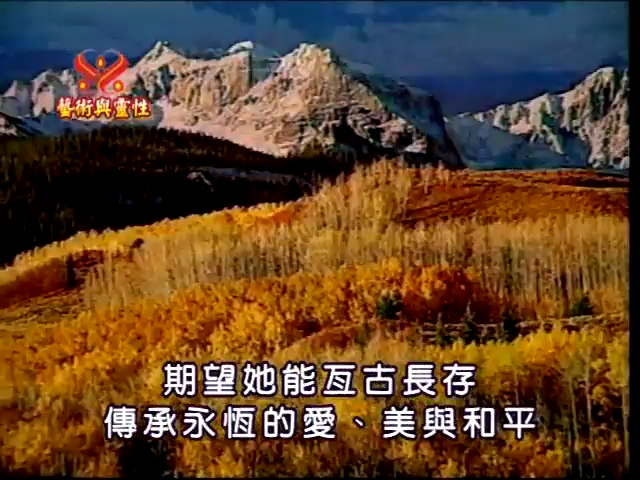 藝術與靈性
期望她能亙古長存
傳承永恆的愛、美與和平